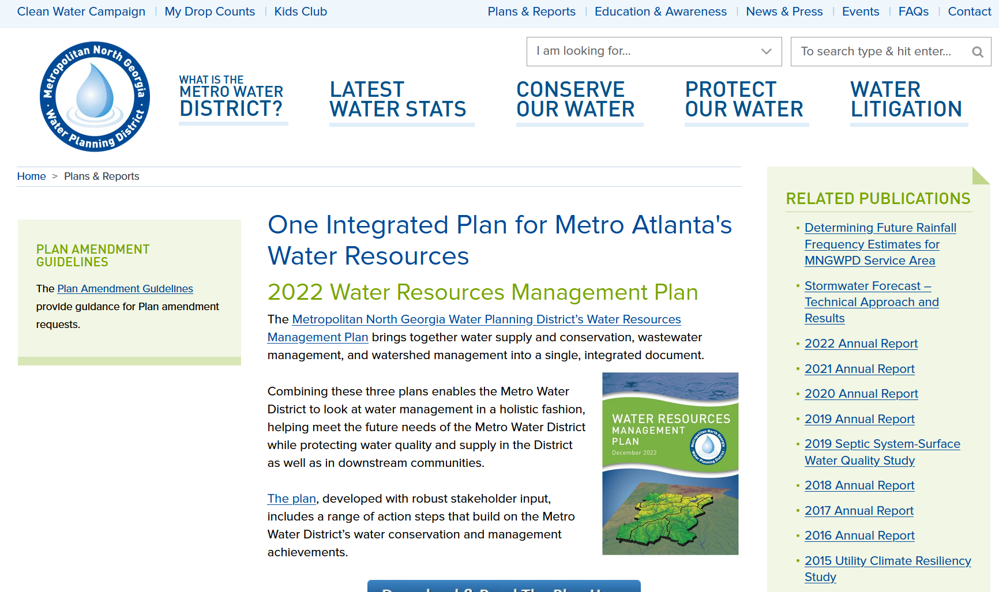 Clean Water Campaign | My Drop Counts | Kids Club
Plans & Reports | Education & Awareness | News & Press | Events | FAQs | Contact
I am looking for...
To search type & hit enter...
Metropolitan North Georgia
· Water Planning District ·
WHAT IS THE
METRO WATER
DISTRICT?
LATEST
WATER STATS
CONSERVE
OUR WATER
PROTECT
OUR WATER
WATER
LITIGATION
Home > Plans & Reports
PLAN AMENDMENT
GUIDELINES
The Plan Amendment Guidelines
provide guidance for Plan amendment
requests.
One Integrated Plan for Metro Atlanta's
Water Resources
2022 Water Resources Management Plan
The Metropolitan North Georgia Water Planning District’s Water Resources
Management Plan brings together water supply and conservation, wastewater
management, and watershed management into a single, integrated document.
Combining these three plans enables the Metro Water
District to look at water management in a holistic fashion,
helping meet the future needs of the Metro Water District
while protecting water quality and supply in the District
as well as in downstream communities.
The plan, developed with robust stakeholder input,
includes a range of action steps that build on the Metro
Water District’s water conservation and management
achievements.
WATER RESOURCES
MANAGEMENT
PLAN
December 2022
Metropolitan North Georgia
· Water Planning District ·
RELATED PUBLICATIONS
• Determining Future Rainfall
Frequency Estimates for
MNGWPD Service Area
• Stormwater Forecast –
Technical Approach and
Results
• 2022 Annual Report
• 2021 Annual Report
• 2020 Annual Report
• 2019 Annual Report
• 2019 Septic System-Surface
Water Quality Study
• 2018 Annual Report
• 2017 Annual Report
• 2016 Annual Report
• 2015 Utility Climate Resiliency
Study